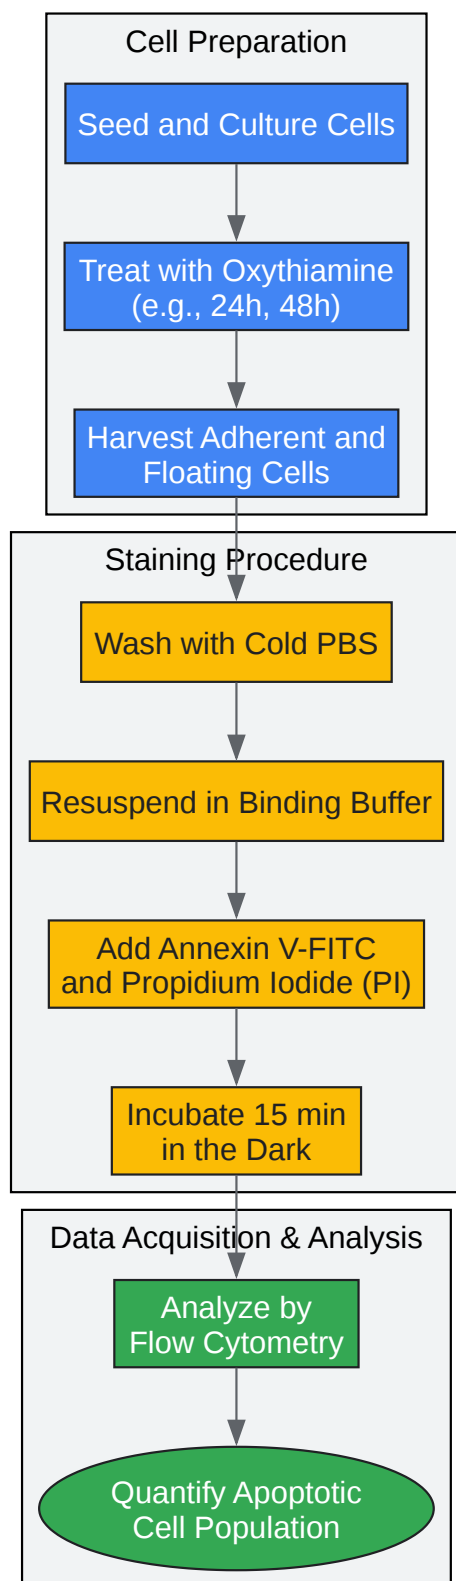 Cell Preparation
Seed and Culture Cells
Treat with Oxythiamine
(e.g., 24h, 48h)
Harvest Adherent and
Floating Cells
Staining Procedure
Wash with Cold PBS
Resuspend in Binding Buffer
Add Annexin V-FITC
and Propidium Iodide (PI)
Incubate 15 min
in the Dark
Data Acquisition & Analysis
Analyze by
Flow Cytometry
Quantify Apoptotic
Cell Population